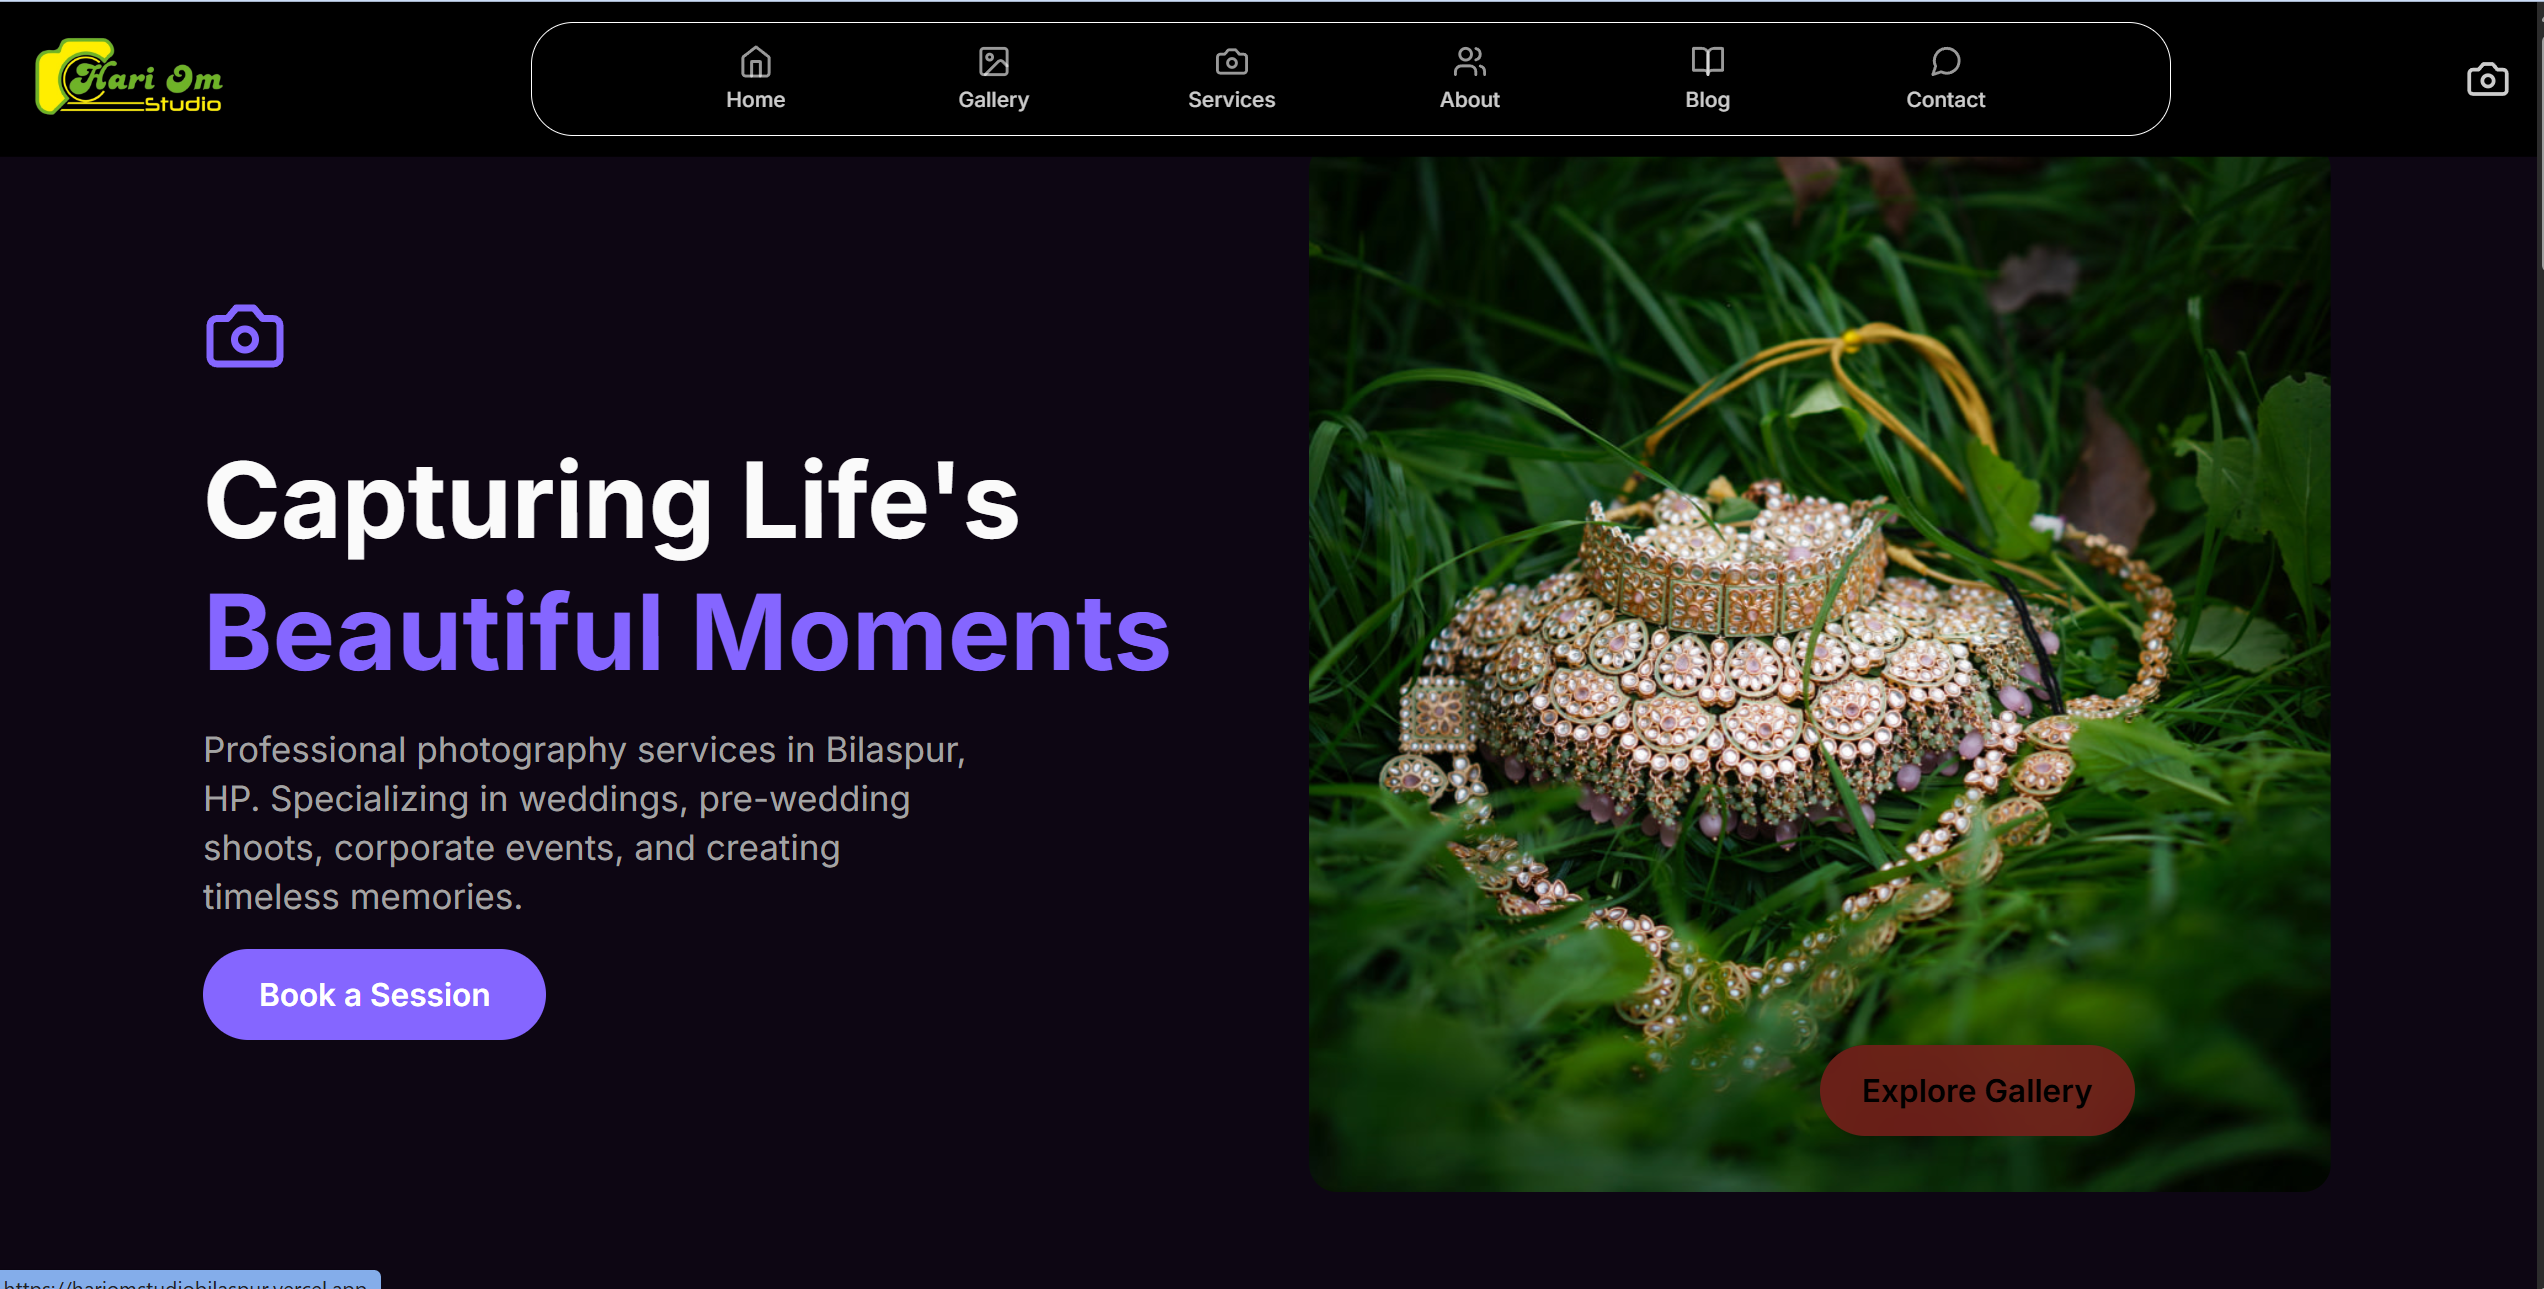 Hari Om
Studio
Home
Gallery
Services
About
Blog
Contact
Capturing Life's
Beautiful Moments
Professional photography services in Bilaspur,
HP. Specializing in weddings, pre-wedding
shoots, corporate events, and creating
timeless memories.
Book a Session
Explore Gallery
https://hariomstudiobilaspur.vercel.app